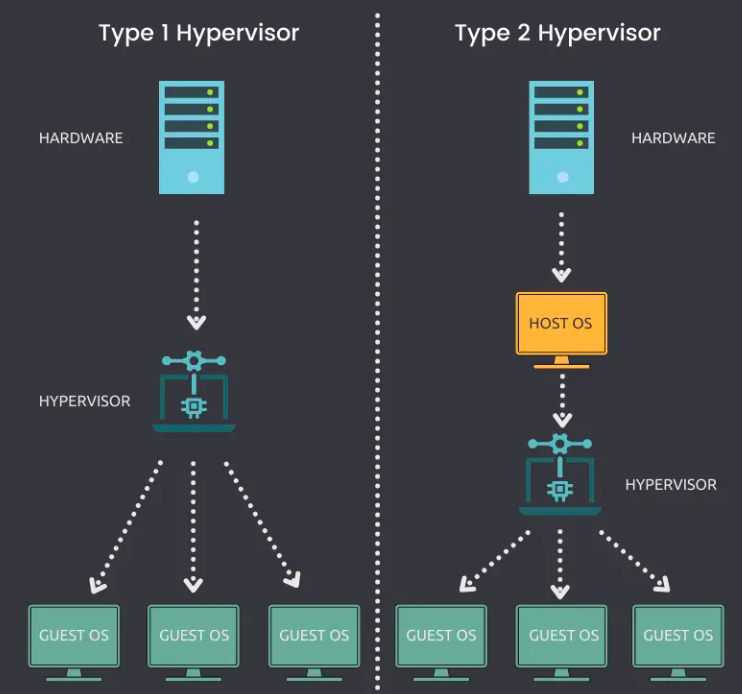 Type 1 Hypervisor
HARDWARE
HYPERVISOR
GUEST OS
GUEST OS
GUEST OS
Type 2 Hypervisor
HARDWARE
HOST OS
HYPERVISOR
GUEST OS
GUEST OS
GUEST OS